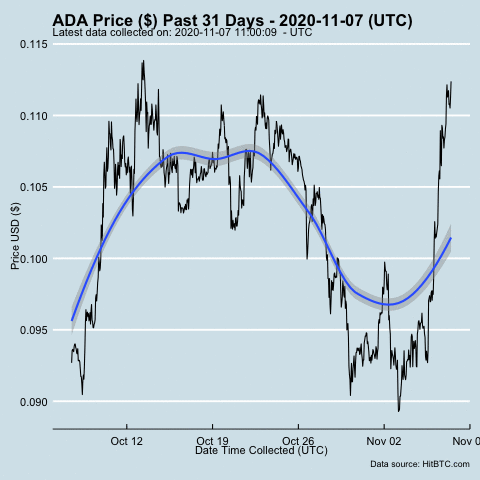 ADA Price ($) Past 31 Days - 2020-11-07 (UTC)
Latest data collected on: 2020-11-07 11:00:09 - UTC
0.115
0.110
0.105
0.100
0.095
0.090
Price USD ($)
Oct 12
Oct 19
Oct 26
Nov 02
Nov 0
Date Time Collected (UTC)
Data source: HitBTC.com